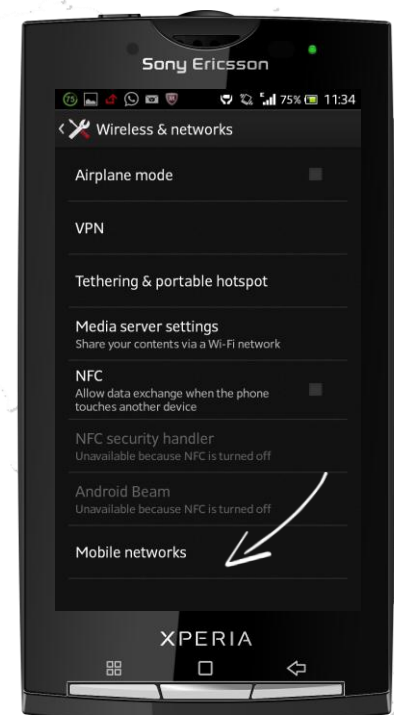 Sony Ericsson
75 E 75% 11:34
Wireless & networks
Airplane mode
VPN
Tethering & portable hotspot
Media server settings
Share your contents via a Wi-Fi network
NFC
Allow data exchange when the phone
touches another device
NFC security handler
Unavailable because NFC is turned off
Android Beam
Unavailable because NFC is turned off
Mobile networks
XPERIA